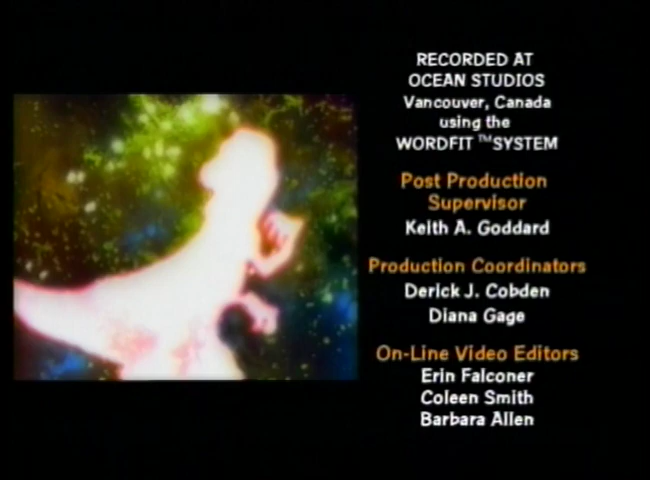 RECORDED AT
OCEAN STUDIOS
Vancouver, Canada
using the
WORDFIT ™SYSTEM
Post Production
Supervisor
Keith A. Goddard
Production Coordinators
Derick J. Cobden
Diana Gage
On-Line Video Editors
Erin Falconer
Coleen Smith
Barbara Allen